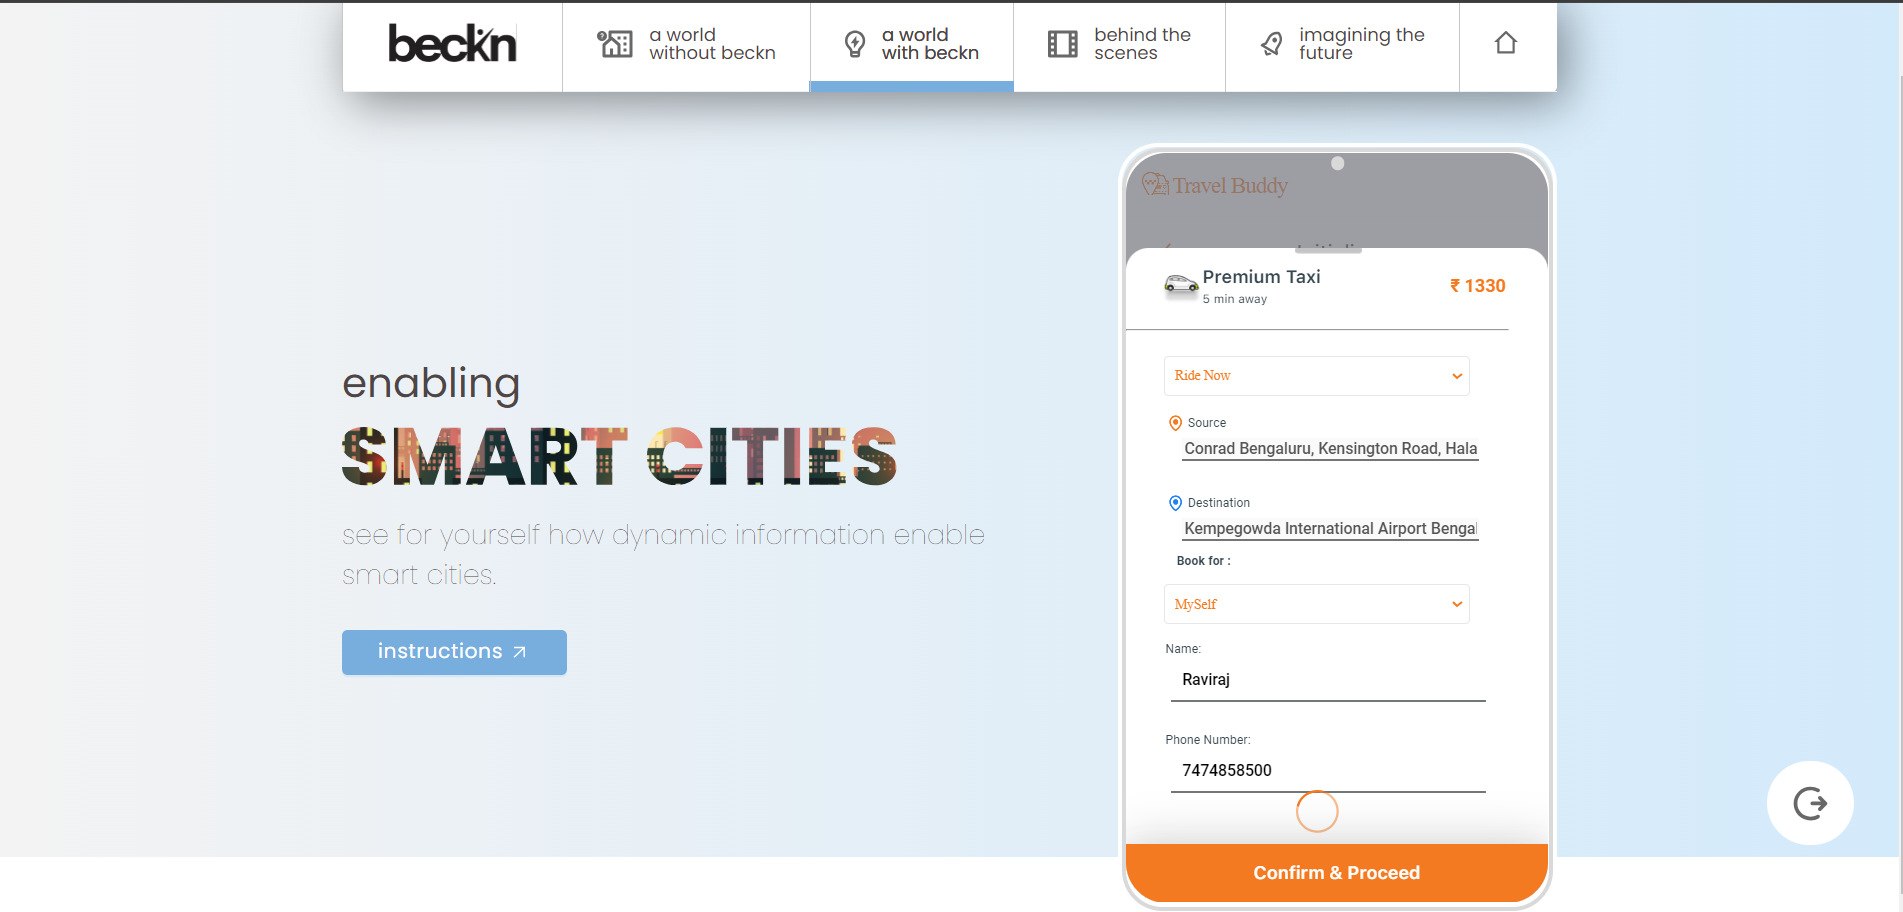 beckn
a world
without beckn
a world
with beckn
behind the
scenes
imagining the
future
enabling
SMART CITIES
see for yourself how dynamic information enable
smart cities.
instructions
Travel Buddy
Premium Taxi
₹ 1330
5 min away
Ride Now
Source
Conrad Bengaluru, Kensington Road, Hala
Destination
Kempegowda International Airport Benga
Book for :
MySelf
Name:
Raviraj
Phone Number:
7474858500
Confirm & Proceed